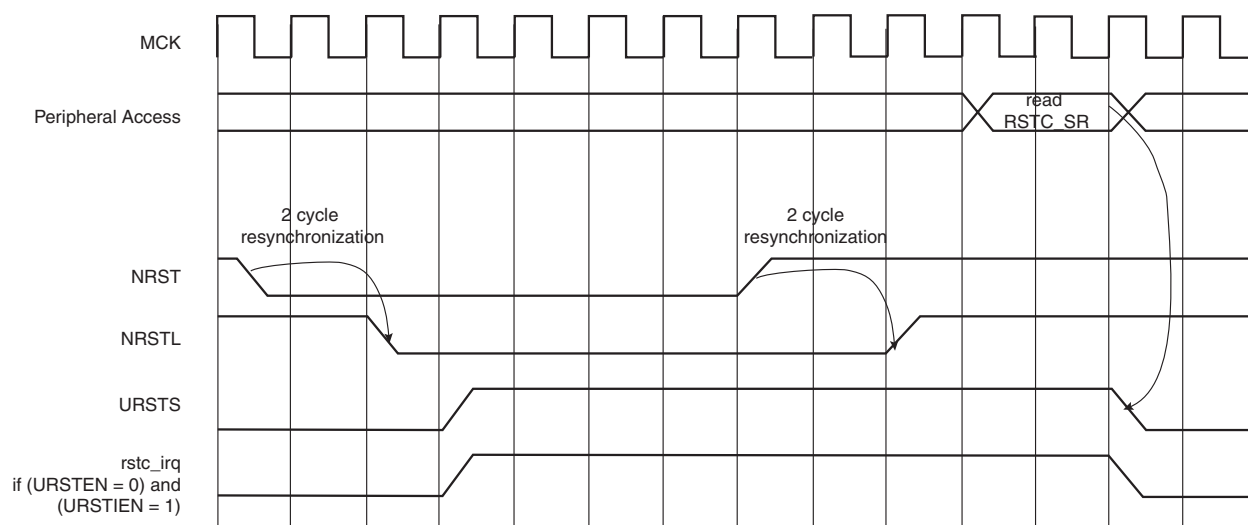 MCK
Peripheral Access
read
RSTC_SR
2 cycle
resynchronization
2 cycle
resynchronization
NRST
NRSTL
URSTS
rstc_irq
if (URSTEN = 0) and
(URSTIEN = 1)